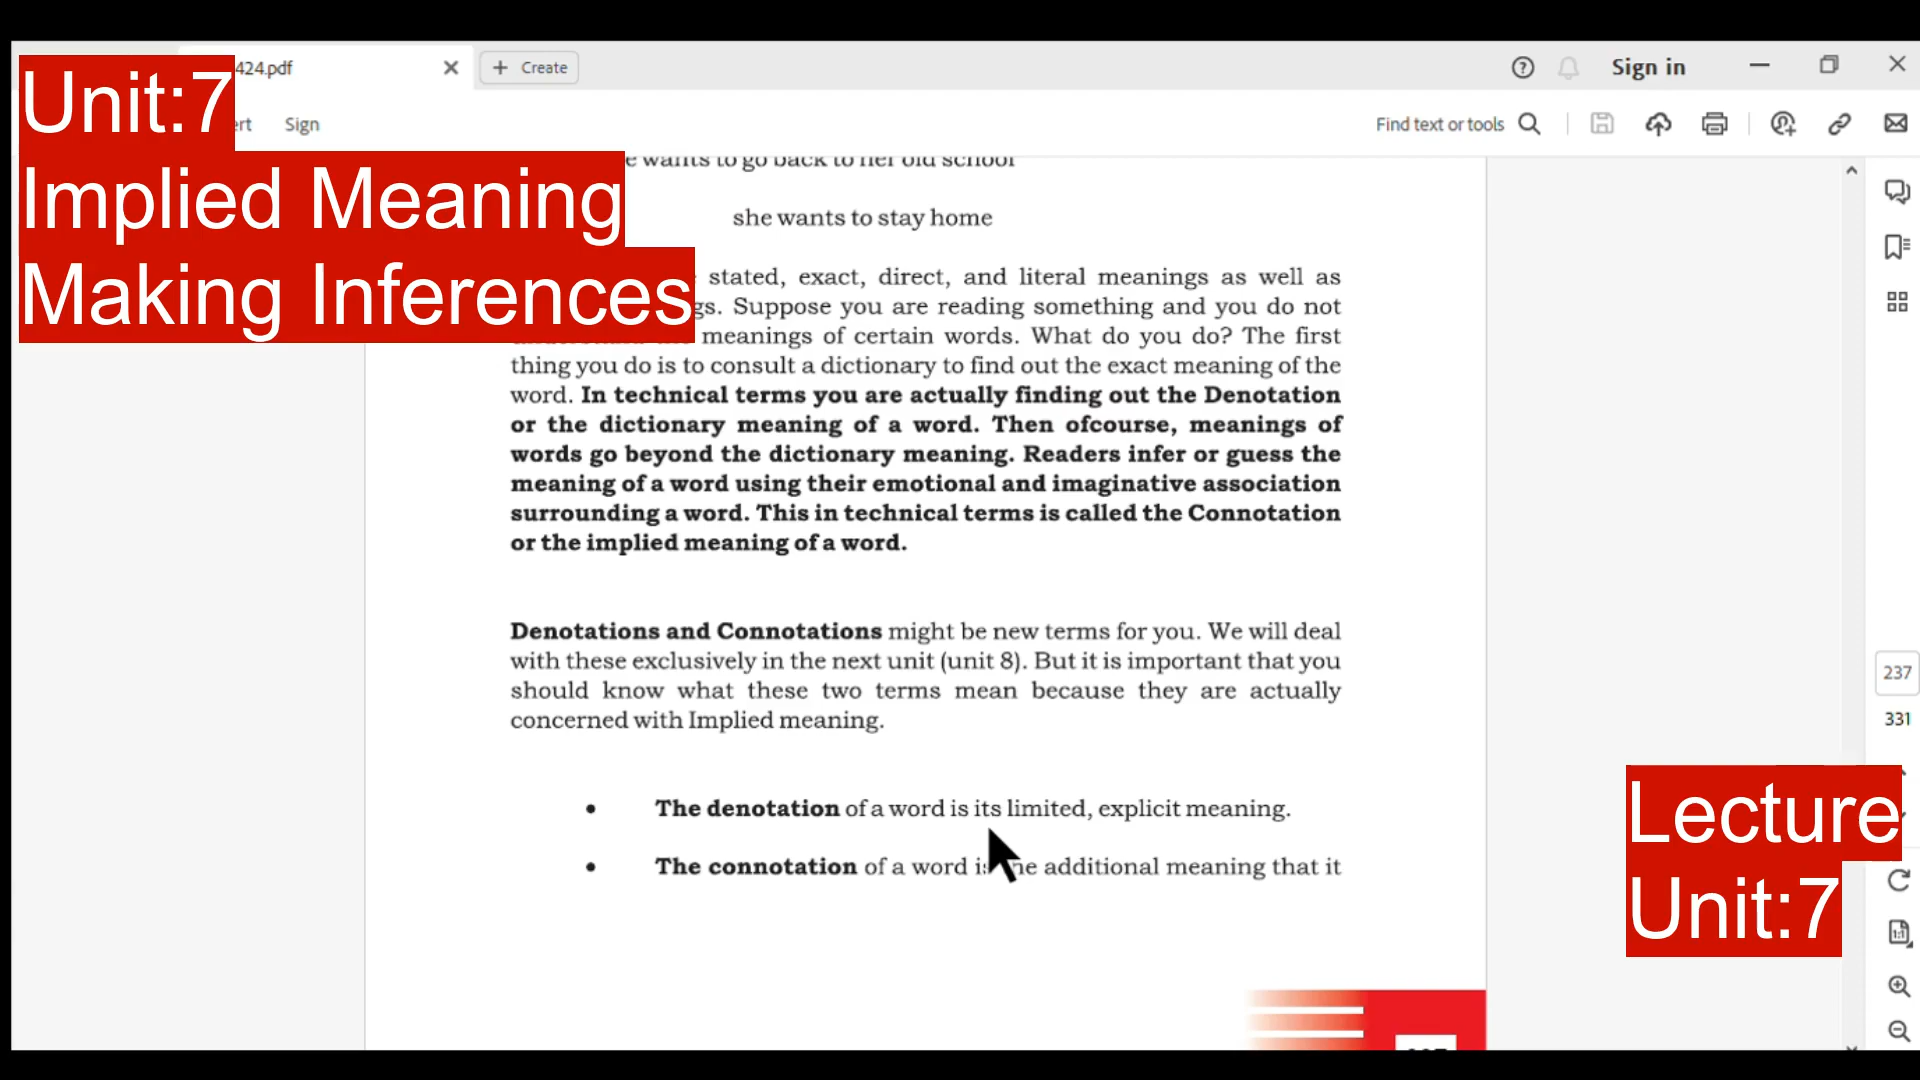 424.pdf
Create
Sign in
Unit:7
Sign
Find text or tools
wants to go back to her old school
Implied Meaning
she wants to stay home
Making Inferences
stated, exact, direct, and literal meanings as well as
Suppose you are reading something and you do not
meanings of certain words. What do you do? The first
thing you do is to consult a dictionary to find out the exact meaning of the
word. In technical terms you are actually finding out the Denotation
or the dictionary meaning of a word. Then ofcourse, meanings of
words go beyond the dictionary meaning. Readers infer or guess the
meaning of a word using their emotional and imaginative association
surrounding a word. This in technical terms is called the Connotation
or the implied meaning of a word.
Denotations and Connotations might be new terms for you. We will deal
with these exclusively in the next unit (unit 8). But it is important that you
should know what these two terms mean because they are actually
concerned with Implied meaning.
237
331
• The denotation of a word is its limited, explicit meaning.
• The connotation of a word is additional meaning that it
Lecture
Unit:7